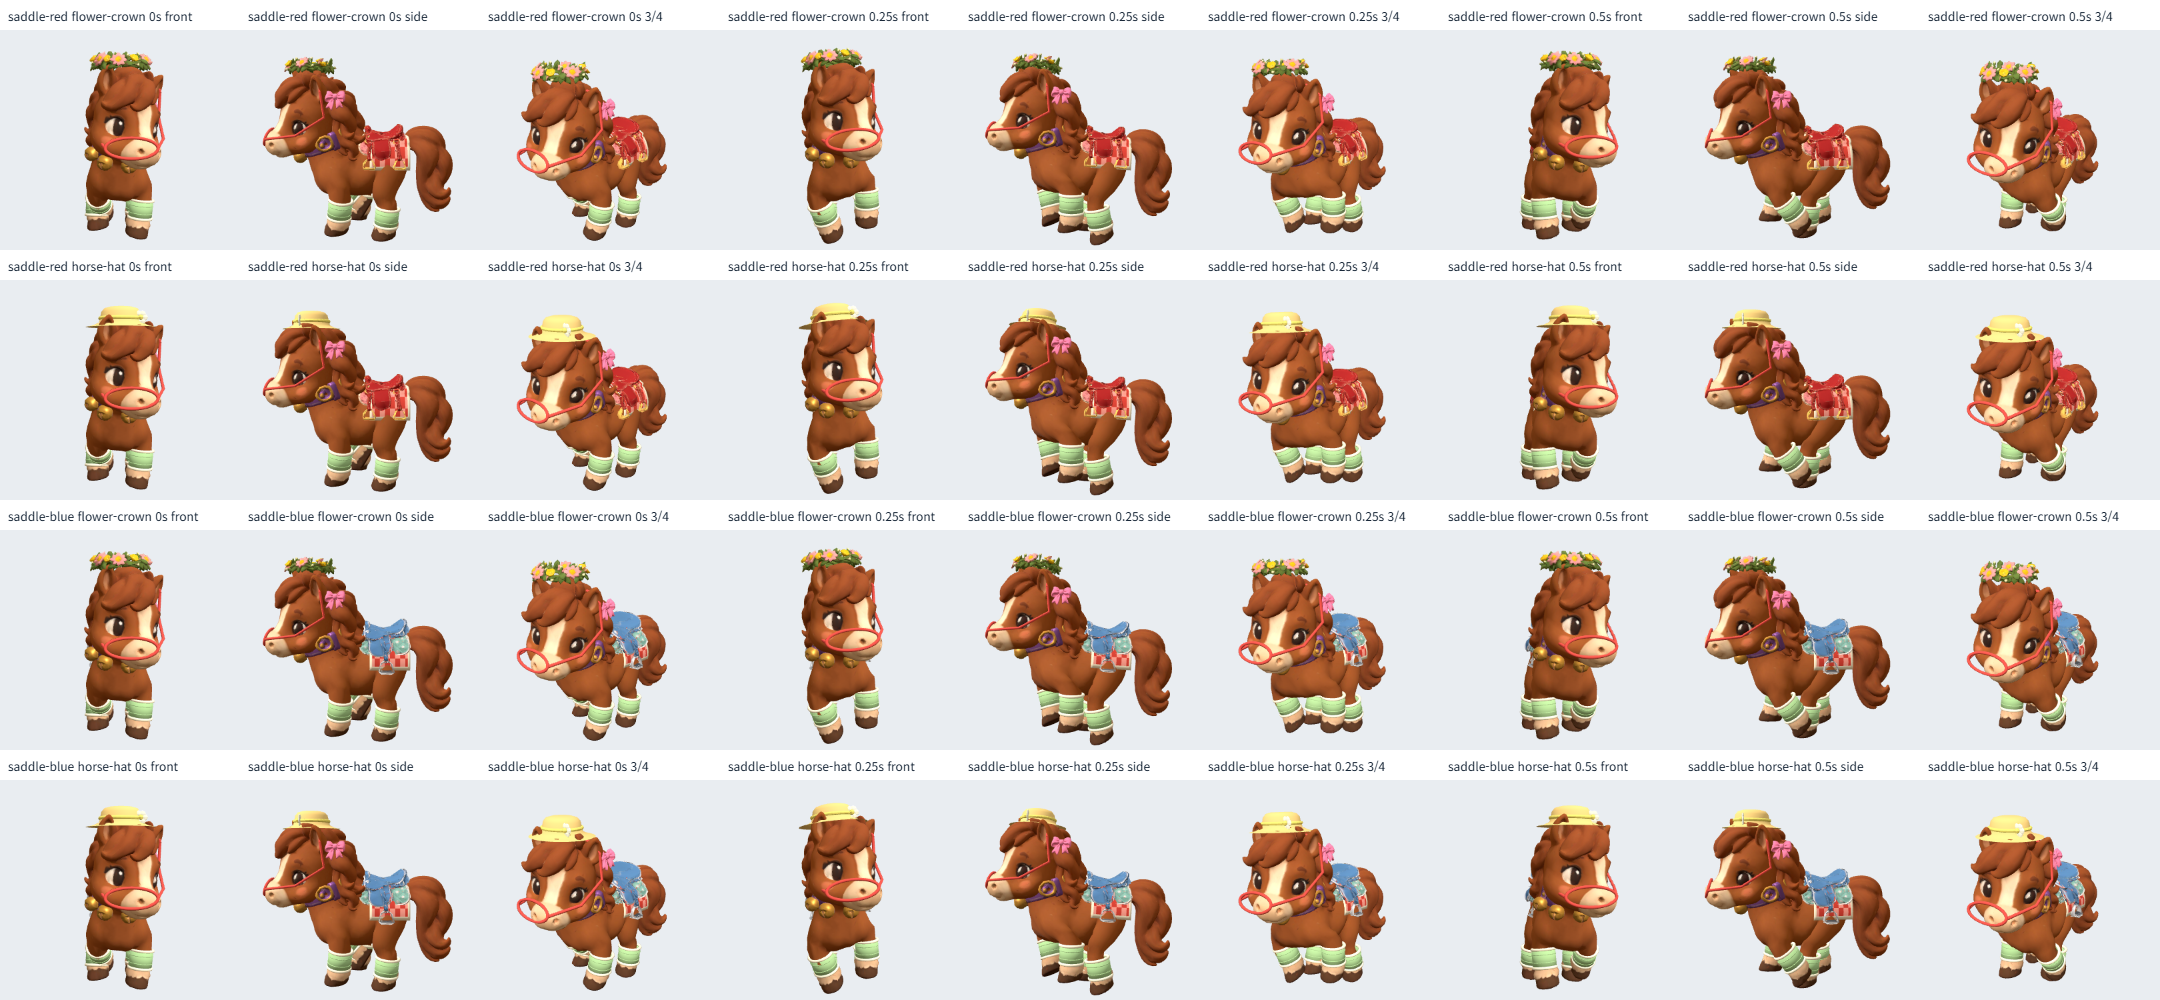 saddle-red flower-crown 0s front
saddle-red flower-crown 0s side
saddle-red flower-crown 0s 3/4
saddle-red flower-crown 0.25s front
saddle-red flower-crown 0.25s side
saddle-red flower-crown 0.25s 3/4
saddle-red flower-crown 0.5s front
saddle-red flower-crown 0.5s side
saddle-red flower-crown 0.5s 3/4
saddle-red horse-hat 0s front
saddle-red horse-hat 0s side
saddle-red horse-hat 0s 3/4
saddle-red horse-hat 0.25s front
saddle-red horse-hat 0.25s side
saddle-red horse-hat 0.25s 3/4
saddle-red horse-hat 0.5s front
saddle-red horse-hat 0.5s side
saddle-red horse-hat 0.5s 3/4
saddle-blue flower-crown 0s front
saddle-blue flower-crown 0s side
saddle-blue flower-crown 0s 3/4
saddle-blue flower-crown 0.25s front
saddle-blue flower-crown 0.25s side
saddle-blue flower-crown 0.25s 3/4
saddle-blue flower-crown 0.5s front
saddle-blue flower-crown 0.5s side
saddle-blue flower-crown 0.5s 3/4
saddle-blue horse-hat 0s front
saddle-blue horse-hat 0s side
saddle-blue horse-hat 0s 3/4
saddle-blue horse-hat 0.25s front
saddle-blue horse-hat 0.25s side
saddle-blue horse-hat 0.25s 3/4
saddle-blue horse-hat 0.5s front
saddle-blue horse-hat 0.5s side
saddle-blue horse-hat 0.5s 3/4